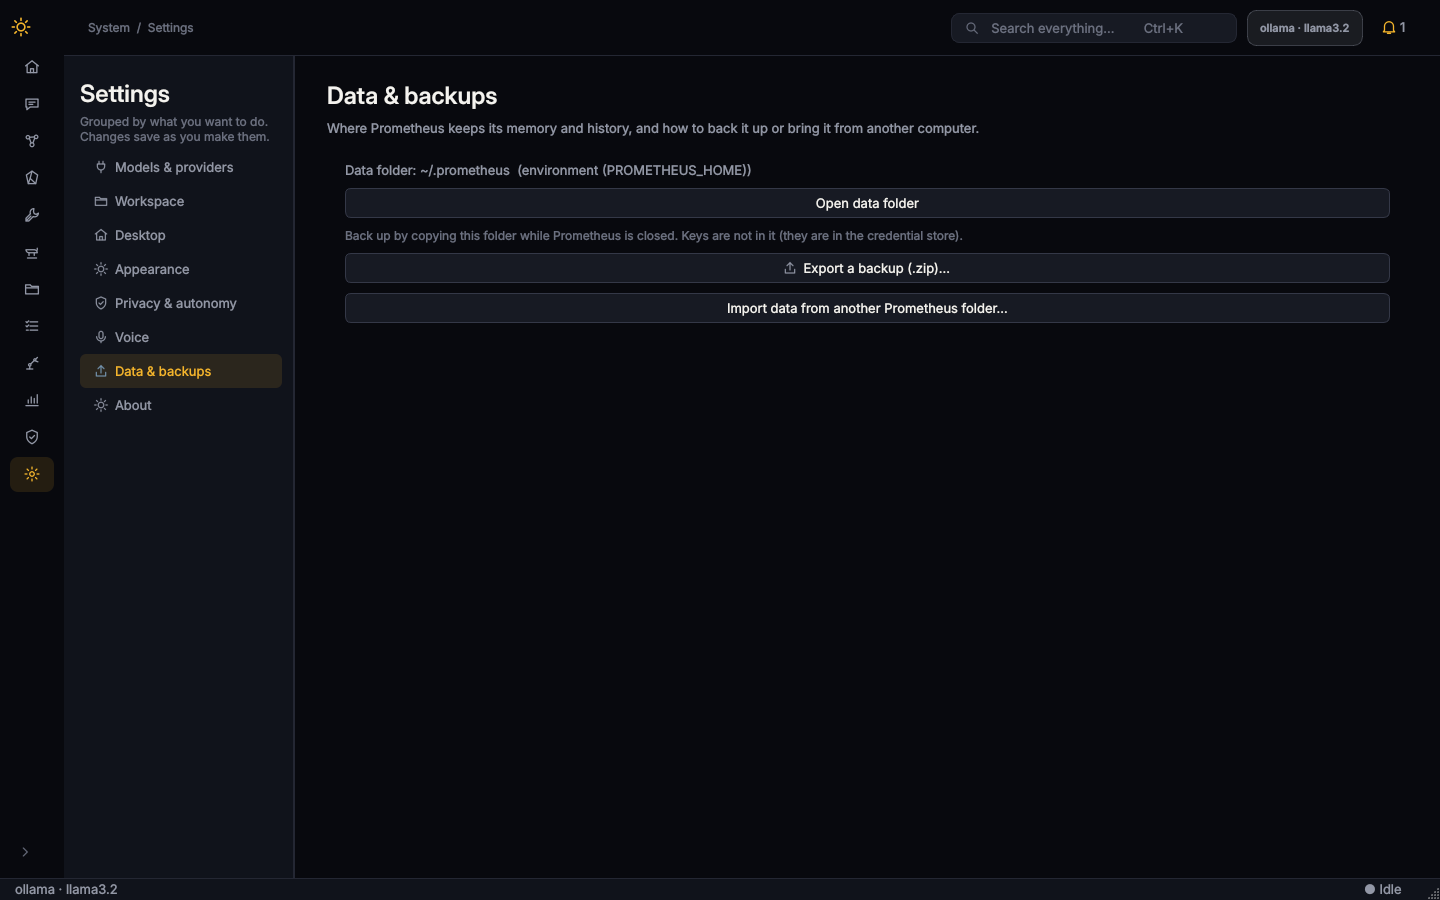 System / Settings
Search everything... Ctrl+K
ollama · llama3.2
1
Settings
Grouped by what you want to do.
Changes save as you make them.
Models & providers
Workspace
Desktop
Appearance
Privacy & autonomy
Voice
Data & backups
About
Data & backups
Where Prometheus keeps its memory and history, and how to back it up or bring it from another computer.
Data folder: ~/.prometheus (environment (PROMETHEUS_HOME))
Open data folder
Back up by copying this folder while Prometheus is closed. Keys are not in it (they are in the credential store).
Export a backup (.zip)...
Import data from another Prometheus folder...
ollama · llama3.2
Idle